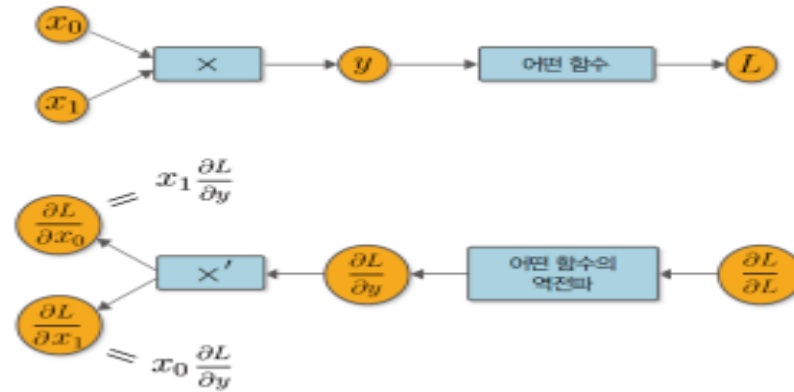 x₀
x₁
×
y
어떤 함수
L
∂L/∂x₀ = x₁ ∂L/∂y
×′
∂L/∂y
어떤 함수의
역전파
∂L/∂L
∂L/∂x₁ = x₀ ∂L/∂y